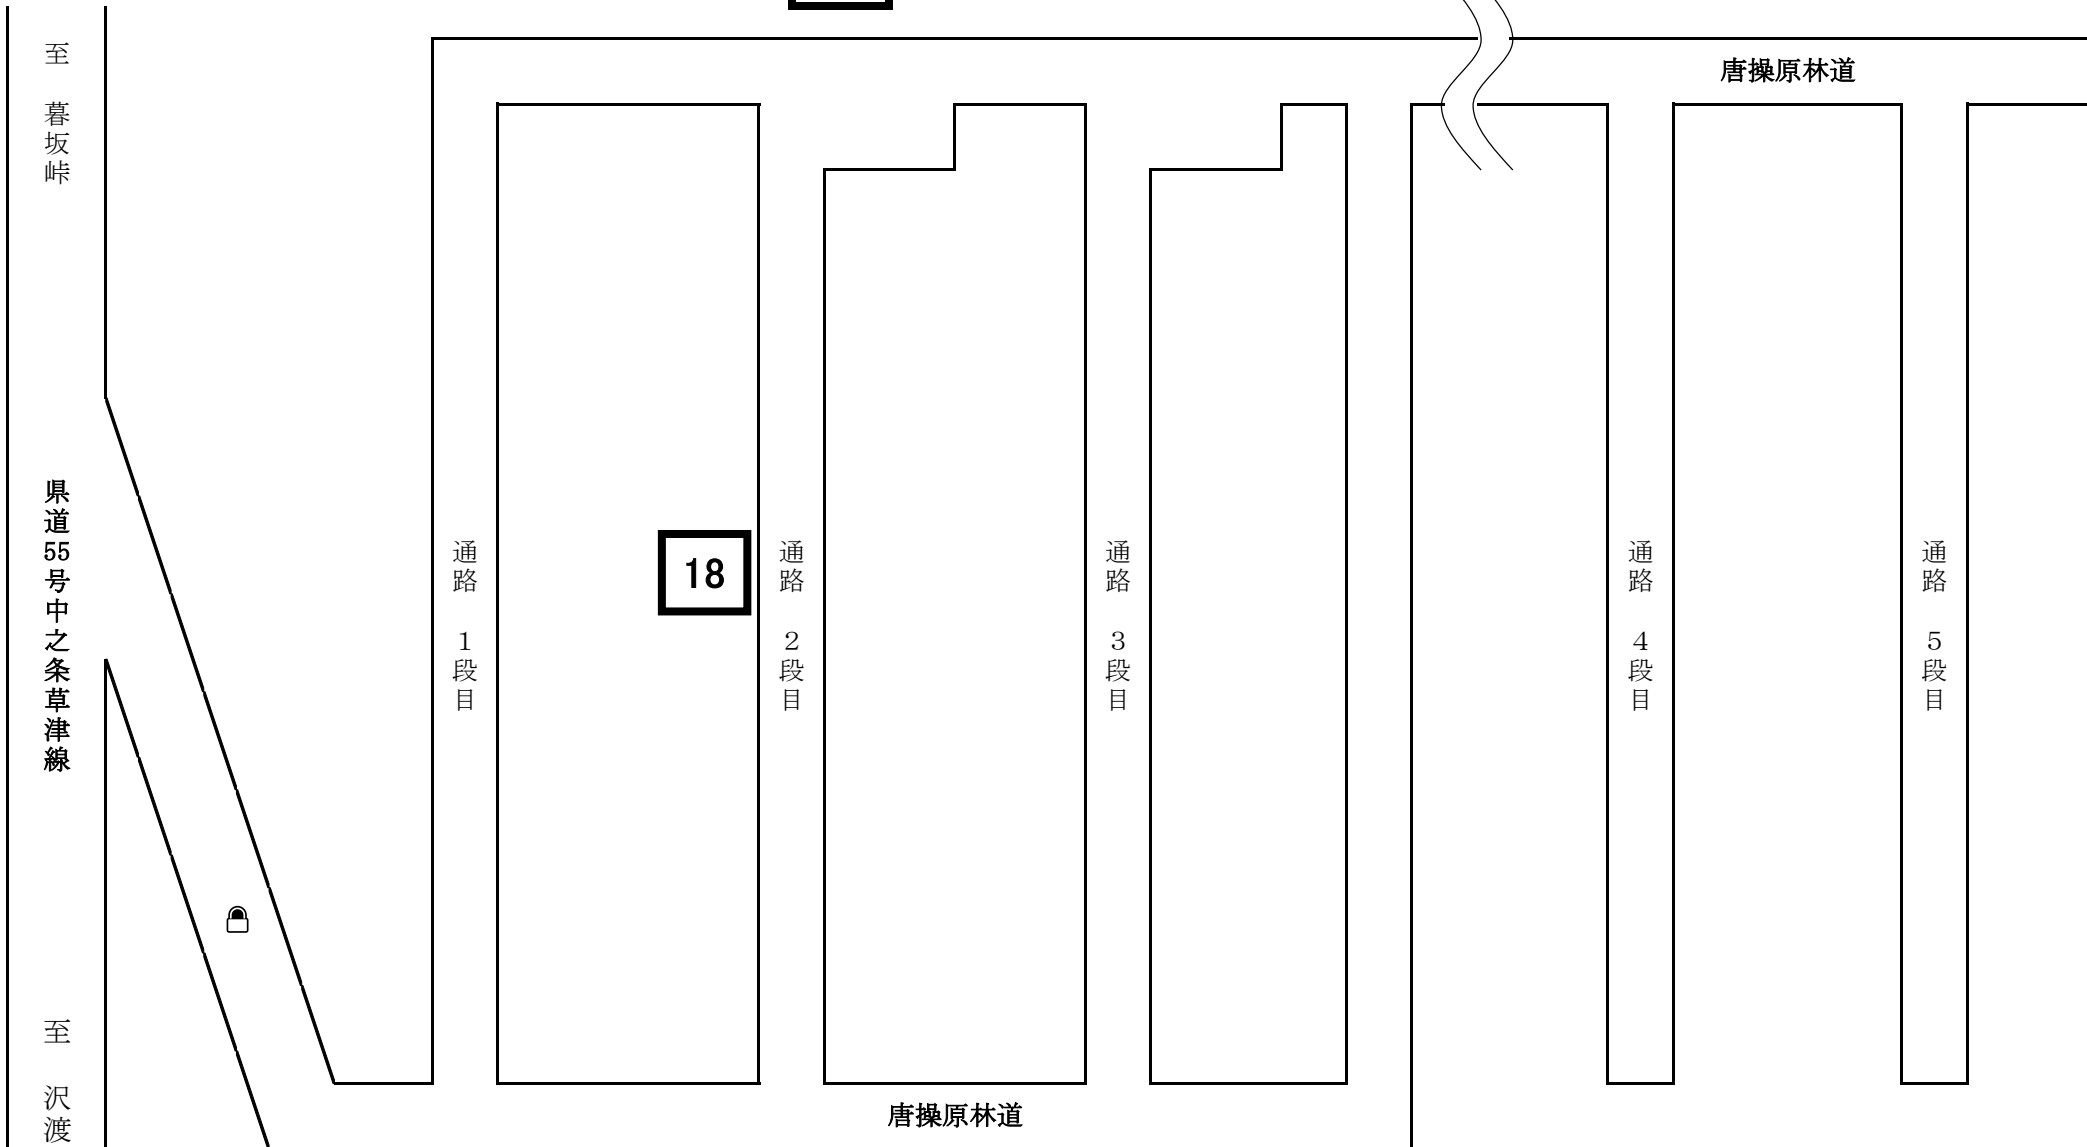 至 暮坂峠
県道55号中之条草津線
至 沢渡
唐操原林道
18
通路 1段目
通路 2段目
通路 3段目
通路 4段目
通路 5段目
唐操原林道